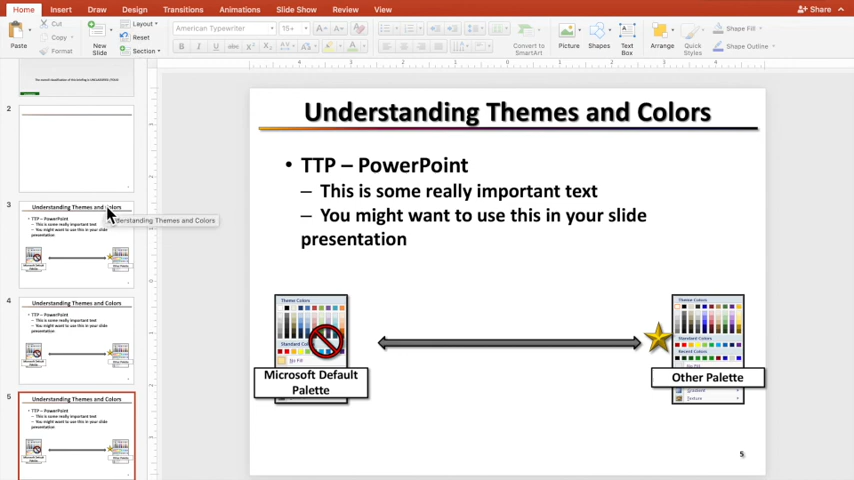 Home Insert Draw Design Transitions Animations Slide Show Review View Share
Paste
Cut
Copy
Format
New Slide
Layout
Reset
Section
American Typewriter
15+
Convert to SmartArt
Picture
Shapes
Text Box
Arrange
Quick Styles
Shape Fill
Shape Outline
2
3
Understanding Themes and Colors
TTP – PowerPoint
– This is some really important text
– You might want to use this in your slide
presentation
Microsoft Default
Palette
derstanding Themes and Colors
4
Understanding Themes and Colors
TTP – PowerPoint
– This is some really important text
– You might want to use this in your slide
presentation
Microsoft Default
Palette
5
Understanding Themes and Colors
TTP – PowerPoint
– This is some really important text
– You might want to use this in your slide
presentation
Microsoft Default
Palette
Understanding Themes and Colors
• TTP – PowerPoint
– This is some really important text
– You might want to use this in your slide
presentation
Theme Colors
Standard Co
No Fill
Microsoft Default
Palette
Theme Colors
Standard Colors
Recent Colors
Other Palette
Gradient
Texture
5